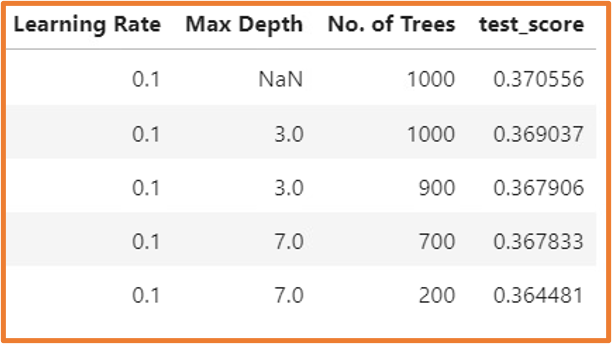 Learning Rate Max Depth No. of Trees test_score
0.1 NaN 1000 0.370556
0.1 3.0 1000 0.369037
0.1 3.0 900 0.367906
0.1 7.0 700 0.367833
0.1 7.0 200 0.364481